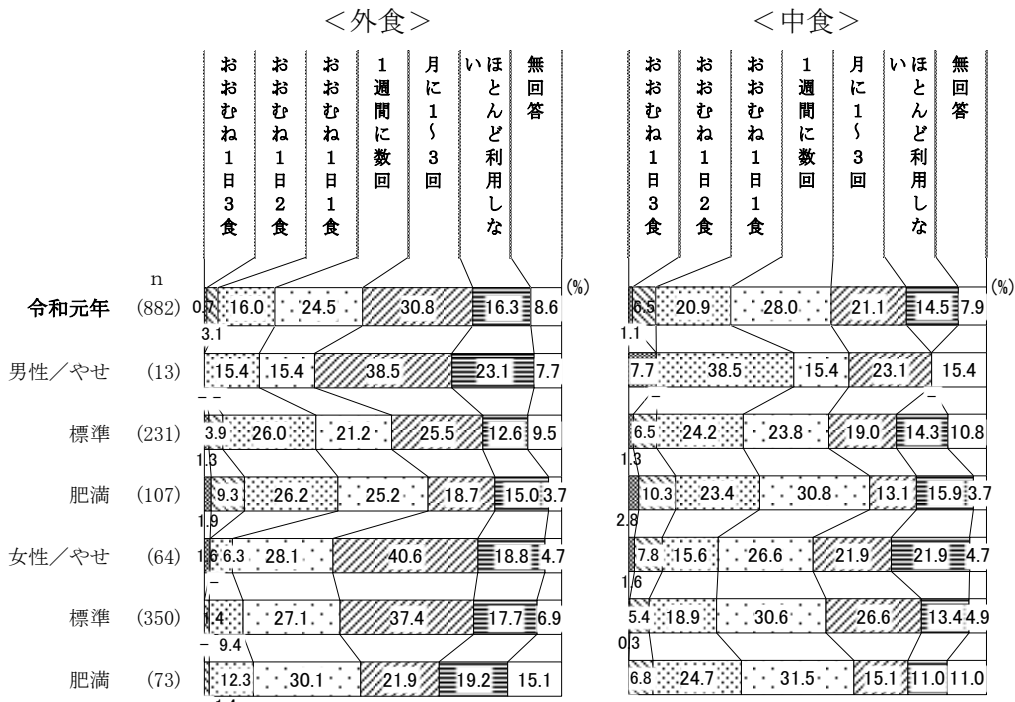 ＜外食＞
＜中食＞
おおむね１日３食
おおむね１日２食
おおむね１日１食
１週間に数回
月に１～３回
ほとんど利用しない
無回答
おおむね１日３食
おおむね１日２食
おおむね１日１食
１週間に数回
月に１～３回
ほとんど利用しない
無回答
n
(%)
(%)
令和元年 (882) 0.7 16.0 24.5 30.8 16.3 8.6 6.5 20.9 28.0 21.1 14.5 7.9
3.1 1.1
男性／やせ (13) 15.4 15.4 38.5 23.1 7.7 7.7 38.5 15.4 23.1 15.4
- - - -
標準 (231) 3.9 26.0 21.2 25.5 12.6 9.5 6.5 24.2 23.8 19.0 14.3 10.8
1.3 1.3
肥満 (107) 9.3 26.2 25.2 18.7 15.0 3.7 10.3 23.4 30.8 13.1 15.9 3.7
1.9 2.8
女性／やせ (64) 1.6 6.3 28.1 40.6 18.8 4.7 7.8 15.6 26.6 21.9 21.9 4.7
- 1.6
標準 (350) 1.4 27.1 37.4 17.7 6.9 5.4 18.9 30.6 26.6 13.4 4.9
- 9.4 0.3
肥満 (73) 12.3 30.1 21.9 19.2 15.1 6.8 24.7 31.5 15.1 11.0 11.0